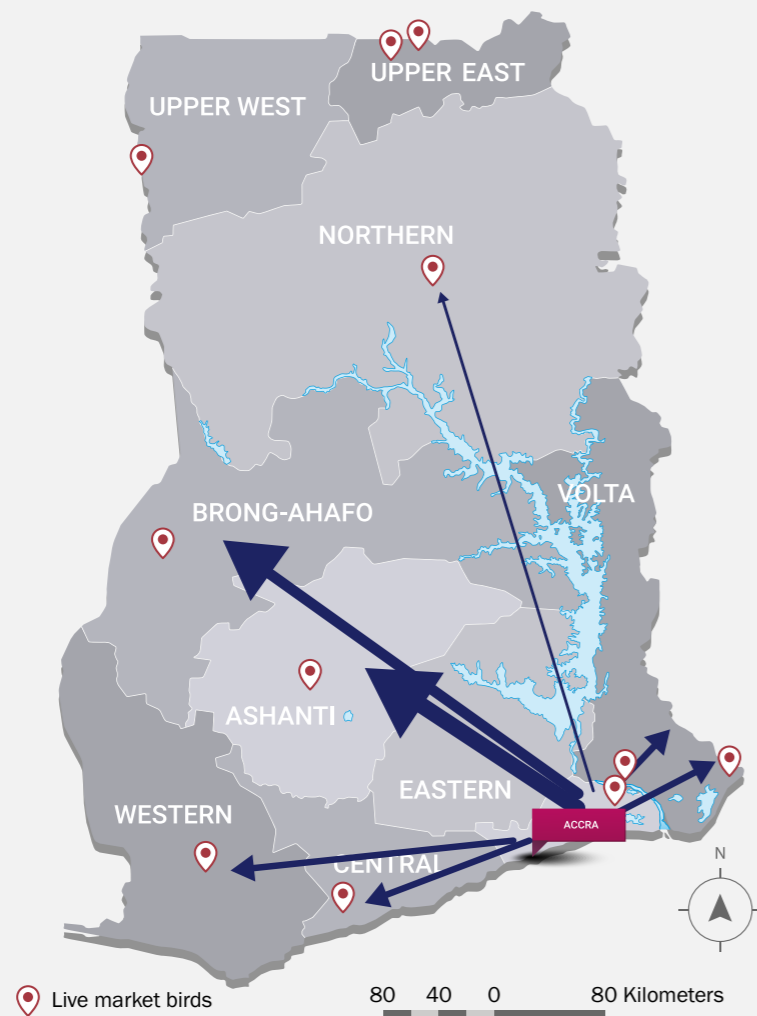 UPPER EAST
UPPER WEST
NORTHERN
VOLTA
BRONG-AHAFO
ASHANTI
EASTERN
WESTERN
ACCRA
CENTRAL
N
Live market birds
80 40 0 80 Kilometers